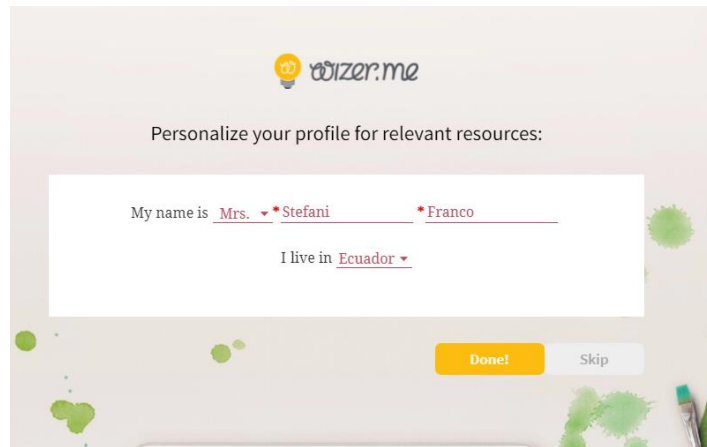 wizer.me
Personalize your profile for relevant resources:
My name is Mrs. * Stefani * Franco
I live in Ecuador
Done! Skip